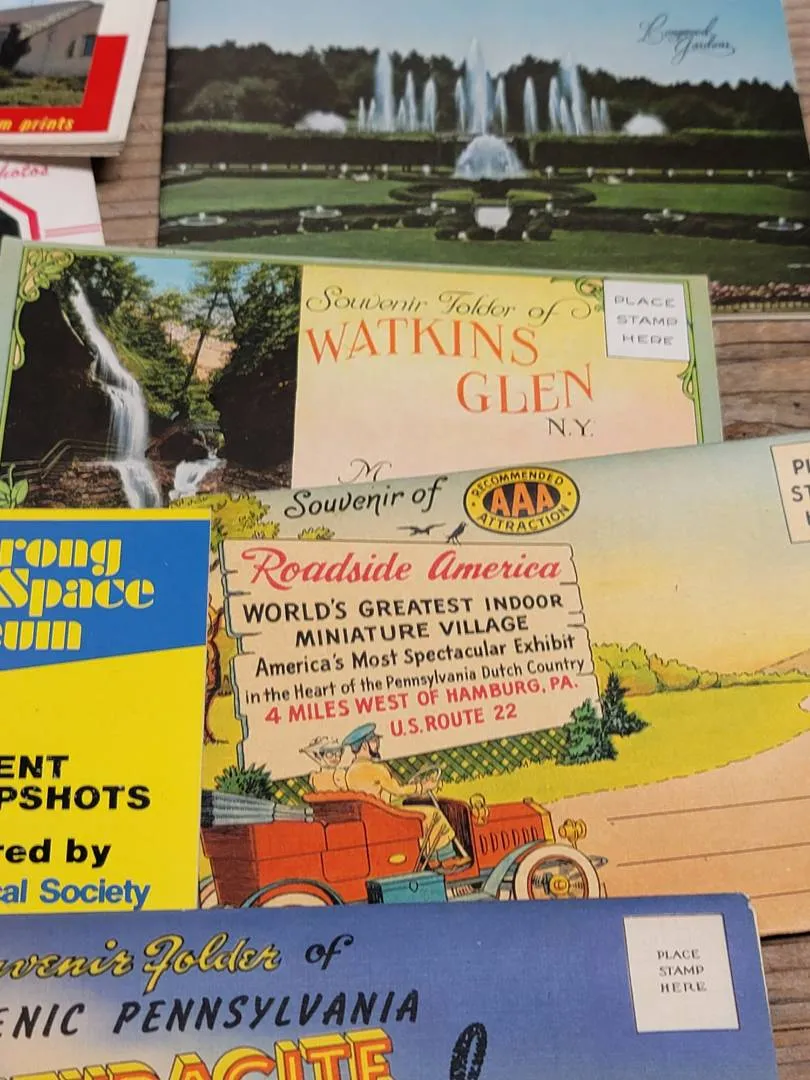 m prints
hotos
Longwood
Gardens
Souvenir Folder of
WATKINS
GLEN
N.Y.
PLACE
STAMP
HERE
M
Souvenir of
RECOMMENDED
AAA
ATTRACTION
Roadside America
WORLD'S GREATEST INDOOR
MINIATURE VILLAGE
America's Most Spectacular Exhibit
in the Heart of the Pennsylvania Dutch Country
4 MILES WEST OF HAMBURG, PA.
U.S. ROUTE 22
PL
ST
rong
Space
eum
ENT
PSHOTS
red by
cal Society
uvenir Folder of
ENIC PENNSYLVANIA
RACITE
PLACE
STAMP
HERE